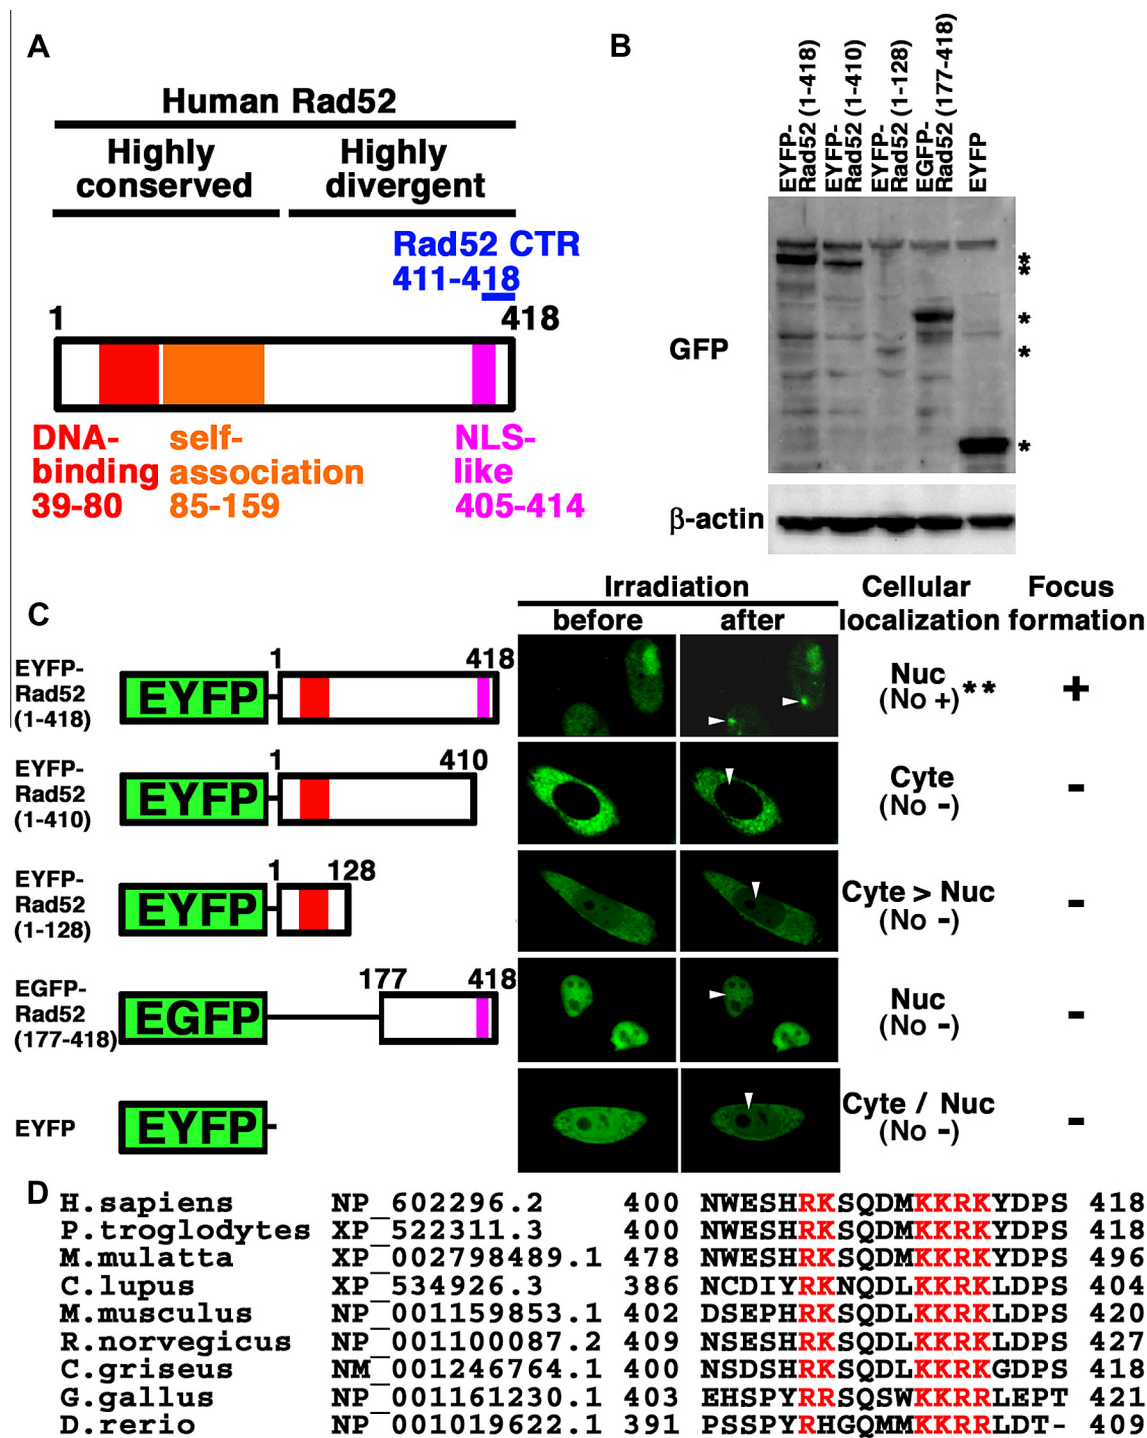 A
Human Rad52
Highly conserved
Highly divergent
Rad52 CTR
411-418
1
418
DNA-binding
39-80
self-association
85-159
NLS-like
405-414
B
EYFP-Rad52 (1-418)
EYFP-Rad52 (1-410)
EYFP-Rad52 (1-128)
EGFP-Rad52 (177-418)
EYFP
GFP
*
*
*
*
*
β-actin
C
Irradiation
before
after
Cellular localization
Focus formation
EYFP-Rad52 (1-418)
EYFP
1
418
Nuc
(No +)**
+
EYFP-Rad52 (1-410)
EYFP
1
410
Cyte
(No -)
-
EYFP-Rad52 (1-128)
EYFP
1
128
Cyte > Nuc
(No -)
-
EGFP-Rad52 (177-418)
EGFP
177
418
Nuc
(No -)
-
EYFP
EYFP
Cyte / Nuc
(No -)
-
D
H.sapiens NP_602296.2 400 NWESHRKSQDMKKRKYDPS 418
P.troglodytes XP_522311.3 400 NWESHRKSQDMKKRKYDPS 418
M.mulatta XP_002798489.1 478 NWESHRKSQDMKKRKYDPS 496
C.lupus XP_534926.3 386 NCDIYRKNQDLKKRKLDPS 404
M.musculus NP_001159853.1 402 DSEPHRKSQDLKKRKLDPS 420
R.norvegicus NP_001100087.2 409 NSESHRKSQDLKKRKLDPS 427
C.griseus NM_001246764.1 400 NSDSHRKSQDLKKRKGDPS 418
G.gallus NP_001161230.1 403 EHSPYRRSQSWKKRRLEPT 421
D.rerio NP_001019622.1 391 PSSPYRHGQMMKKRRLDT- 409